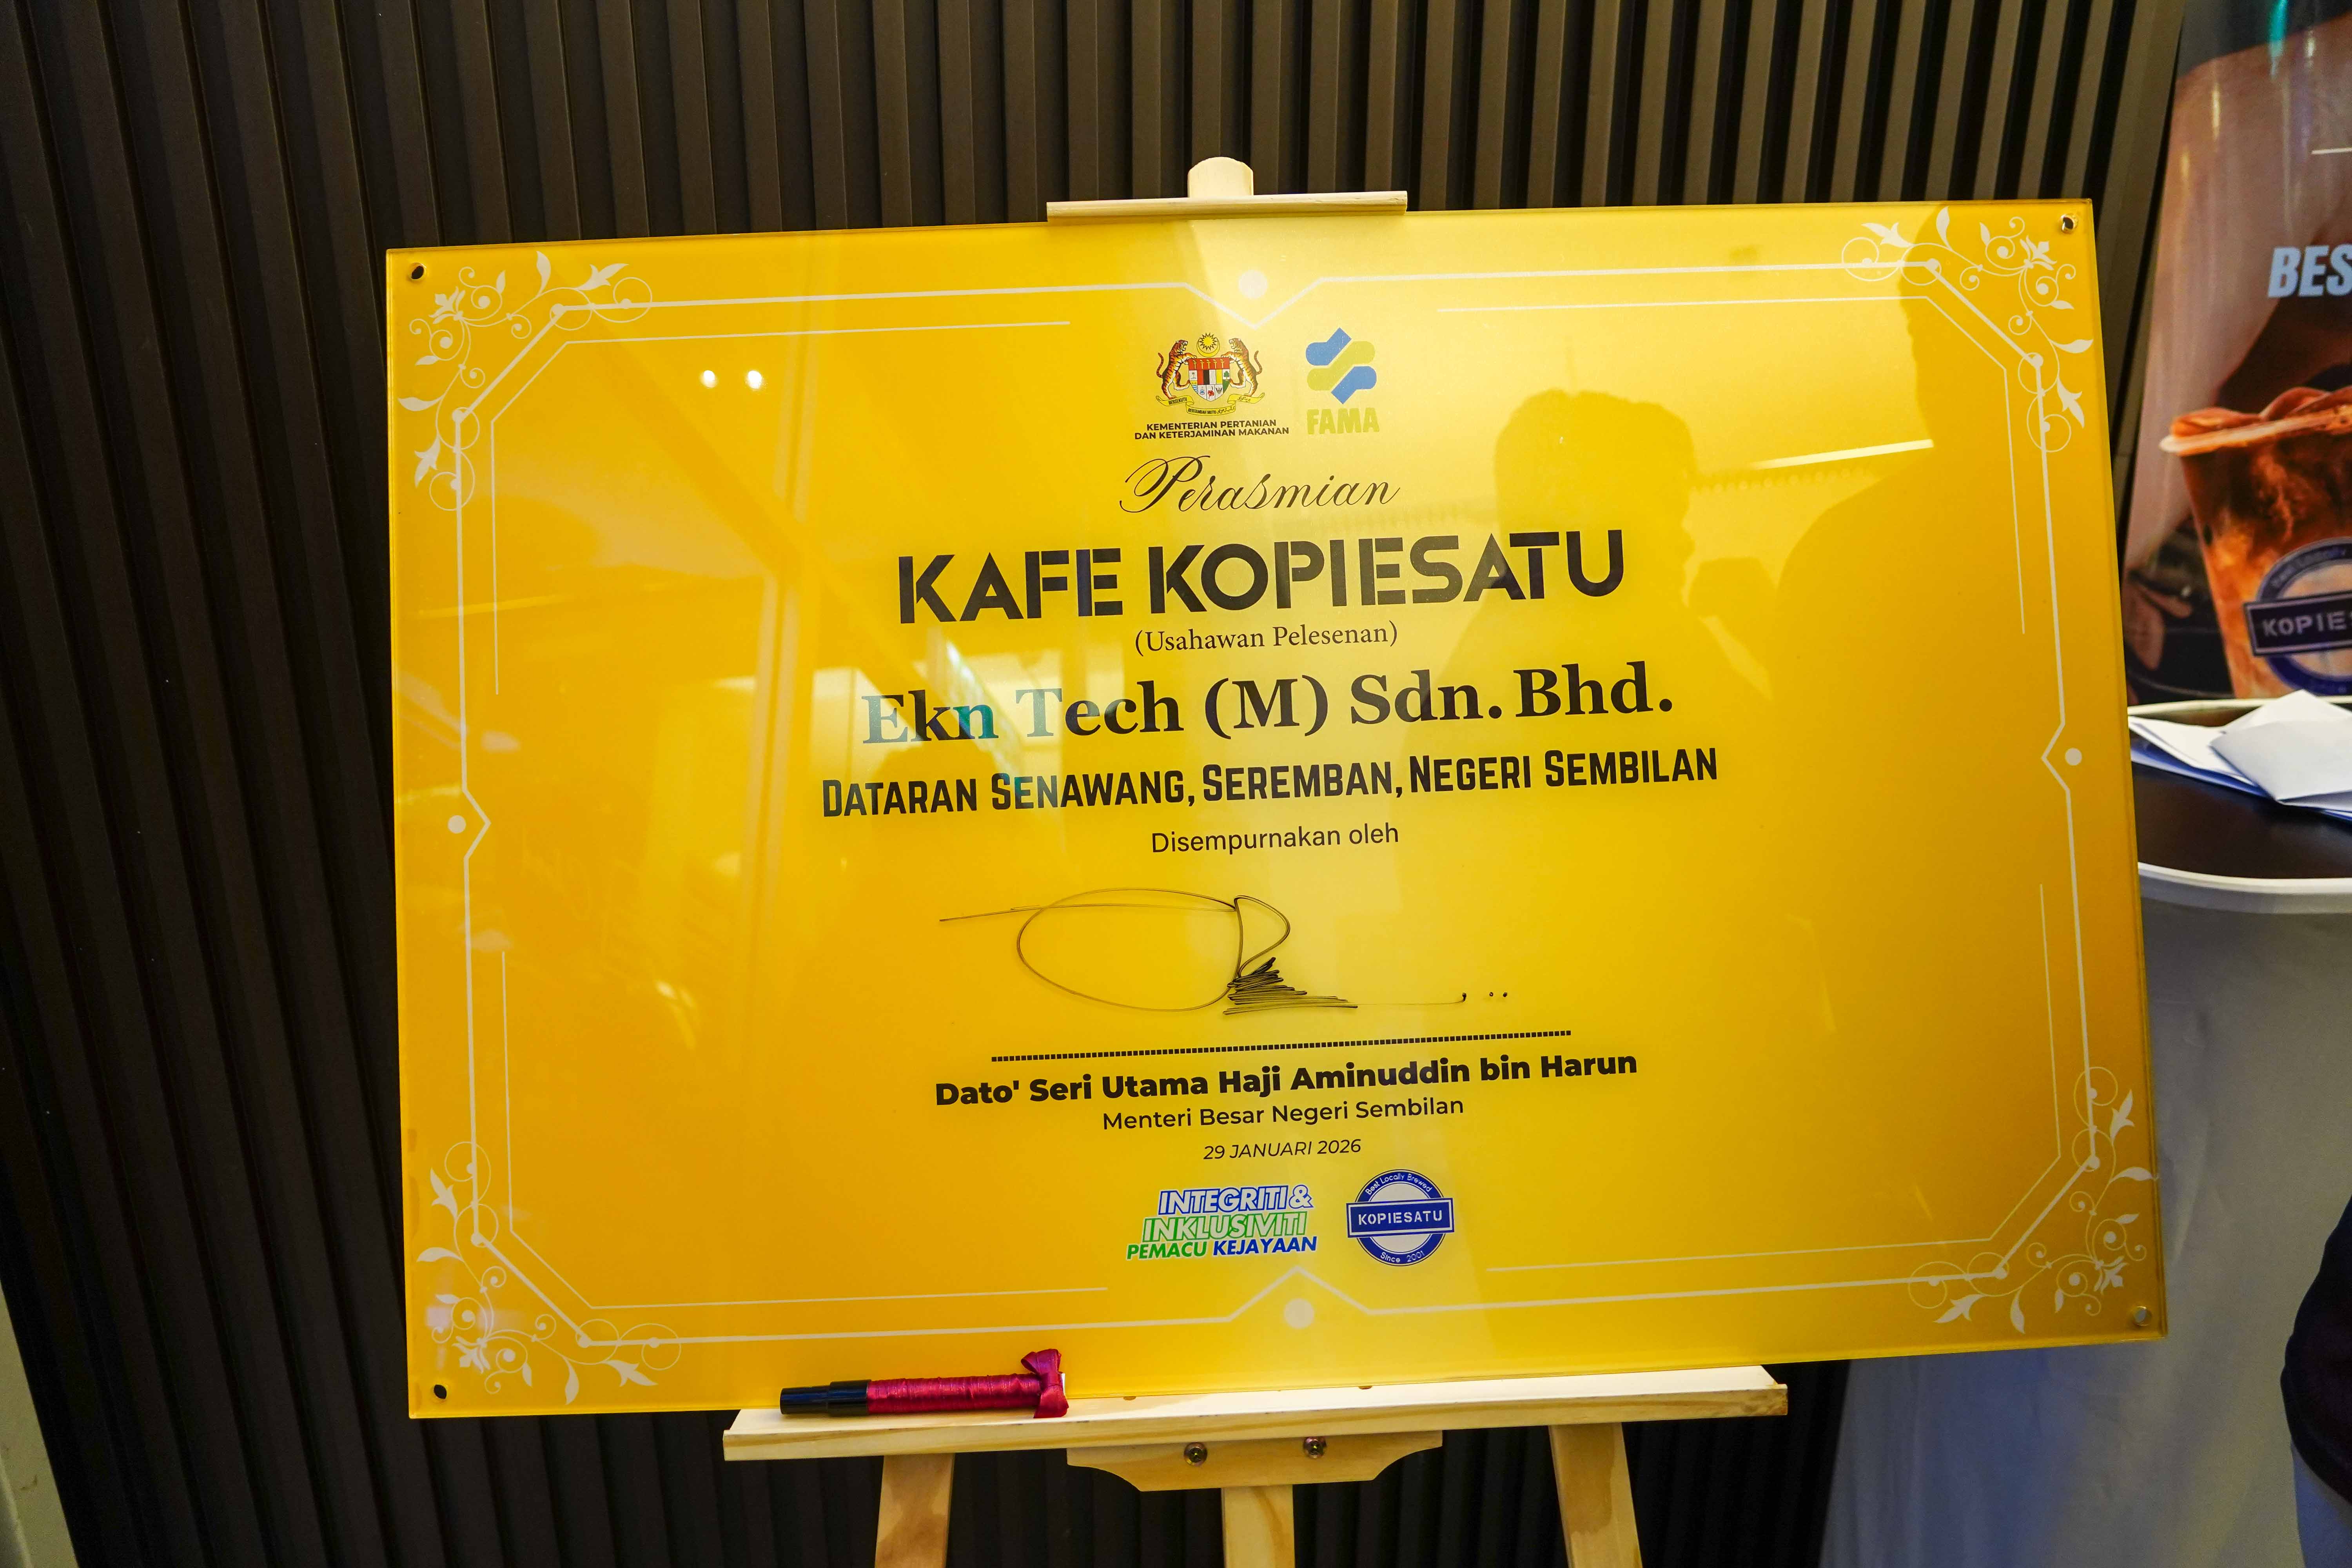 KEMENTERIAN PERTANIAN
DAN KETERJAMINAN MAKANAN
FAMA
Perasmian
KAFE KOPIESATU
(Usahawan Pelesenan)
Ekn Tech (M) Sdn. Bhd.
DATARAN SENAWANG, SEREMBAN, NEGERI SEMBILAN
Disempurnakan oleh
Dato' Seri Utama Haji Aminuddin bin Harun
Menteri Besar Negeri Sembilan
29 JANUARI 2026
INTEGRITI &
INKLUSIVITI
PEMACU KEJAYAAN
Best Locally Brewed
KOPIESATU
Since 2001
BES
KOPIE